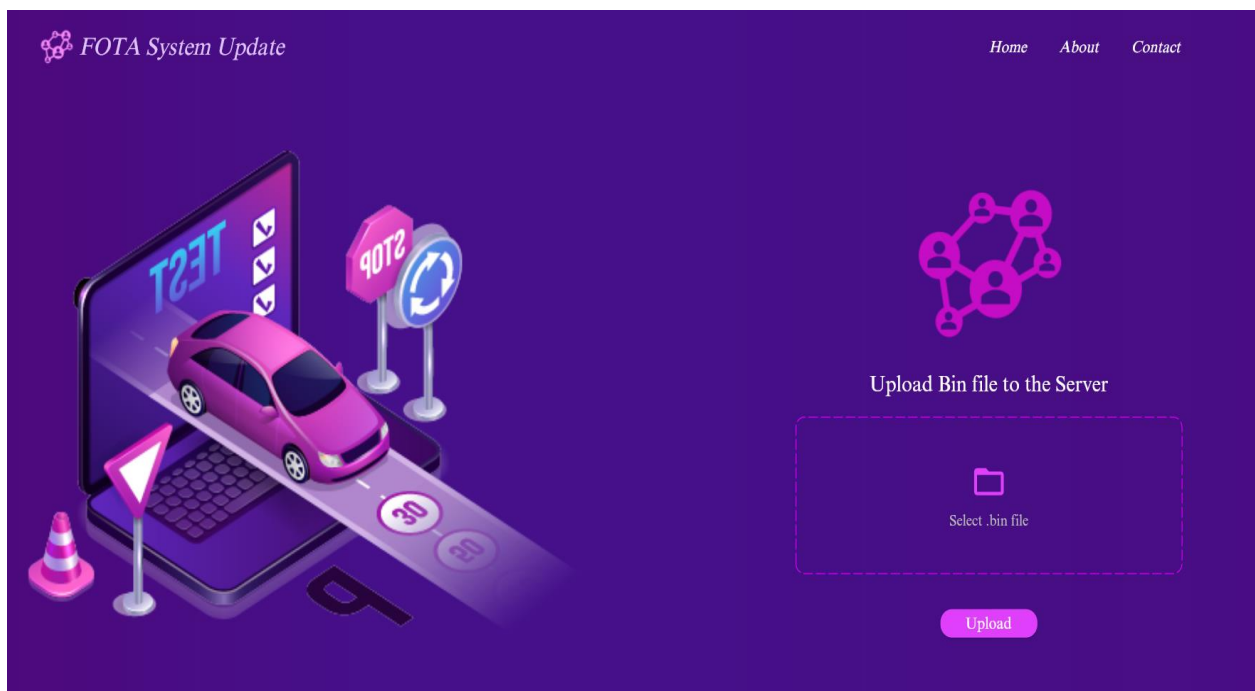 FOTA System Update
Home About Contact
TEST
STOP
30
20
P
Upload Bin file to the Server
Select .bin file
Upload